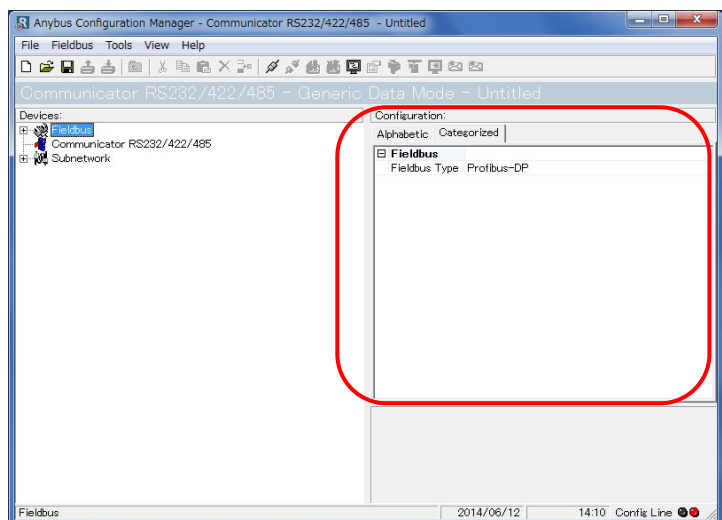 Anybus Configuration Manager - Communicator RS232/422/485 - Untitled
File Fieldbus Tools View Help
Communicator RS232/422/485 - Generic Data Mode - Untitled
Devices:
Fieldbus
Communicator RS232/422/485
Subnetwork
Configuration:
Alphabetic Categorized
Fieldbus
Fieldbus Type Profibus-DP
Fieldbus 2014/06/12 14:10 Config Line